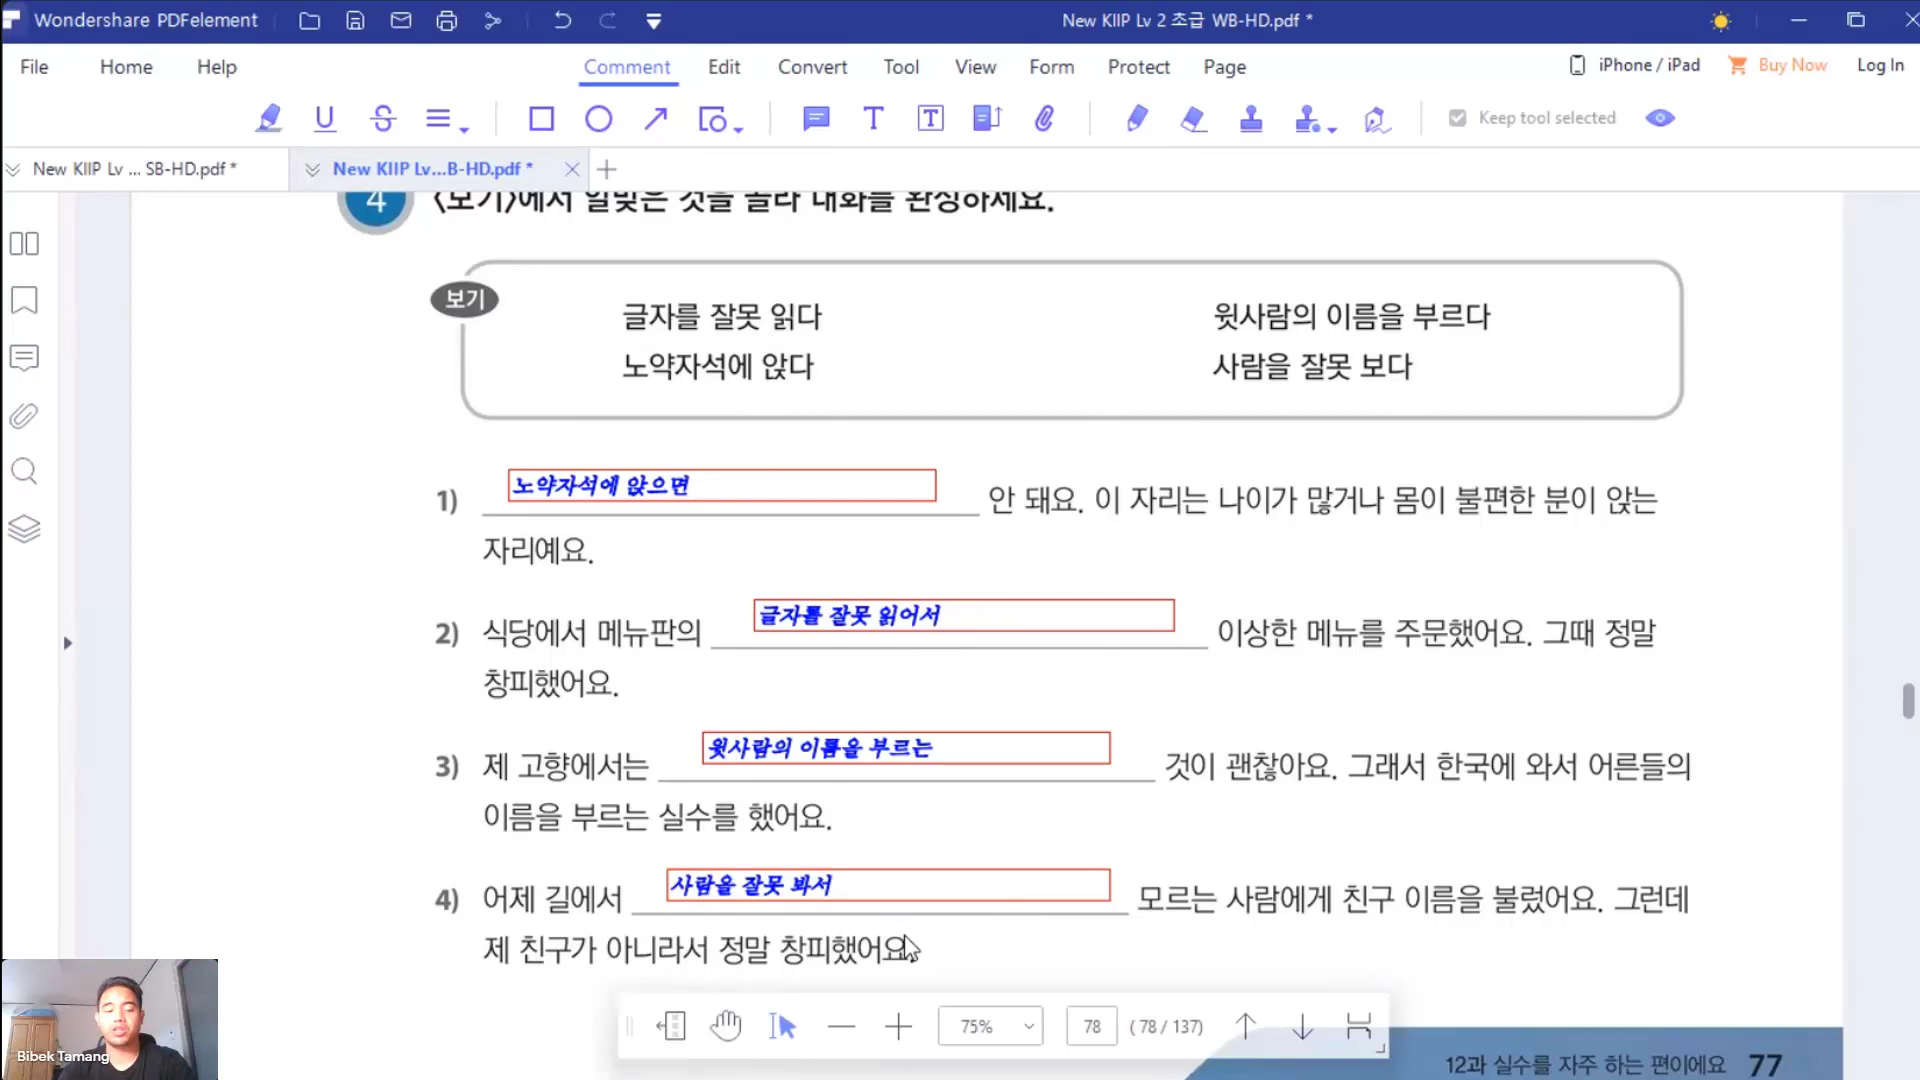 Wondershare PDFelement
New KIIP Lv 2 초급 WB-HD.pdf *
File Home Help Comment Edit Convert Tool View Form Protect Page iPhone / iPad Buy Now Log In
Keep tool selected
New KIIP Lv ... SB-HD.pdf *
New KIIP Lv...B-HD.pdf *
4 〈보기〉에서 알맞은 것을 골라 대화를 완성하세요.
보기
글자를 잘못 읽다 윗사람의 이름을 부르다
노약자석에 앉다 사람을 잘못 보다
1) 노약자석에 앉으면 안 돼요. 이 자리는 나이가 많거나 몸이 불편한 분이 앉는
자리예요.
2) 식당에서 메뉴판의 글자를 잘못 읽어서 이상한 메뉴를 주문했어요. 그때 정말
창피했어요.
3) 제 고향에서는 윗사람의 이름을 부르는 것이 괜찮아요. 그래서 한국에 와서 어른들의
이름을 부르는 실수를 했어요.
4) 어제 길에서 사람을 잘못 봐서 모르는 사람에게 친구 이름을 불렀어요. 그런데
제 친구가 아니라서 정말 창피했어요.
75% 78 ( 78 / 137)
Bibek Tamang
12과 실수를 자주 하는 편이에요 77